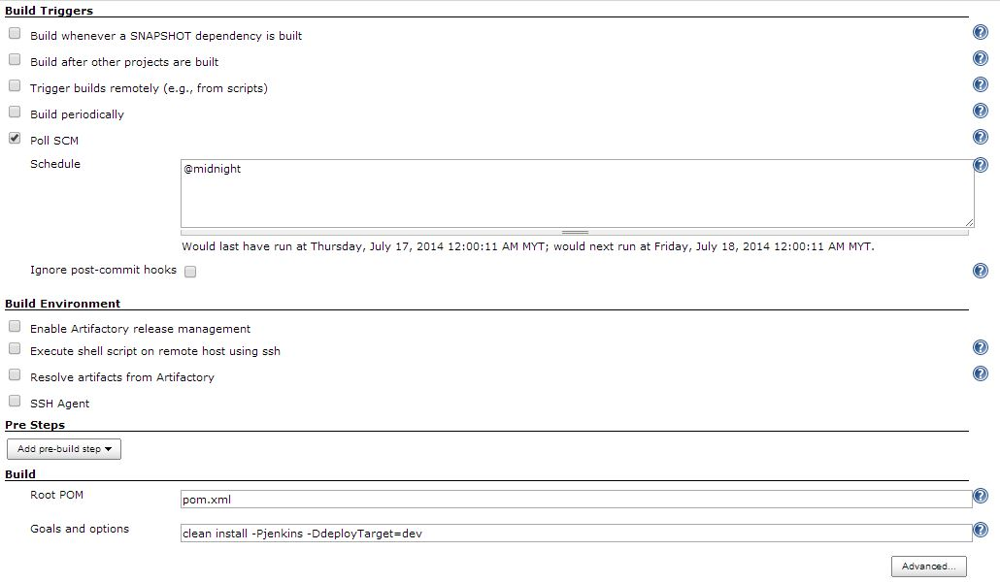 Build Triggers
Build whenever a SNAPSHOT dependency is built
Build after other projects are built
Trigger builds remotely (e.g., from scripts)
Build periodically
Poll SCM
Schedule
@midnight
Would last have run at Thursday, July 17, 2014 12:00:11 AM MYT; would next run at Friday, July 18, 2014 12:00:11 AM MYT.
Ignore post-commit hooks
Build Environment
Enable Artifactory release management
Execute shell script on remote host using ssh
Resolve artifacts from Artifactory
SSH Agent
Pre Steps
Add pre-build step
Build
Root POM
pom.xml
Goals and options
clean install -Pjenkins -DdeployTarget=dev
Advanced...